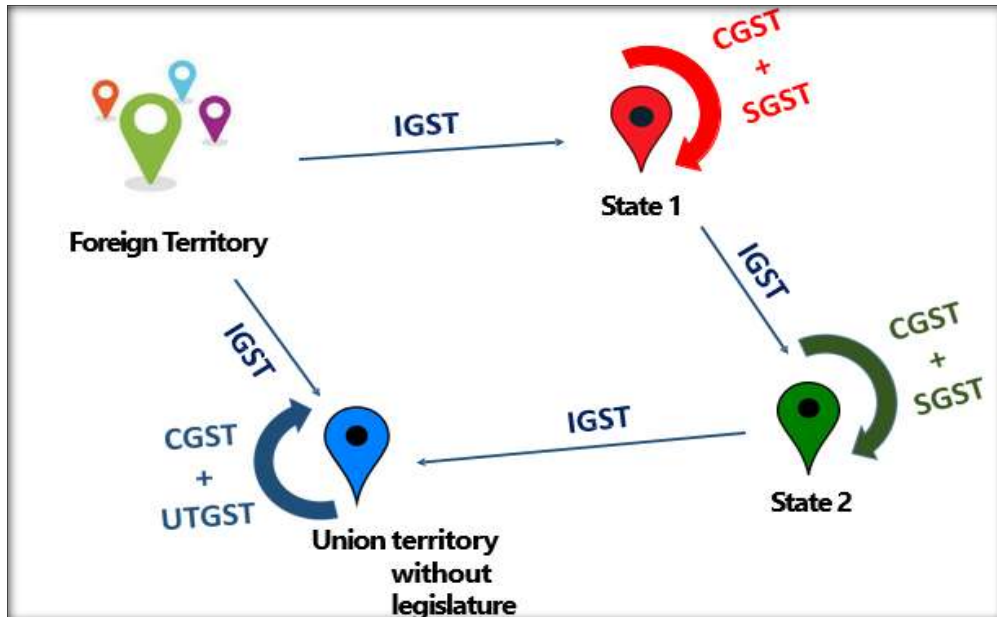 CGST
+
SGST
IGST
State 1
Foreign Territory
IGST
IGST
CGST
+
SGST
IGST
CGST
+
UTGST
State 2
Union territory
without
legislature